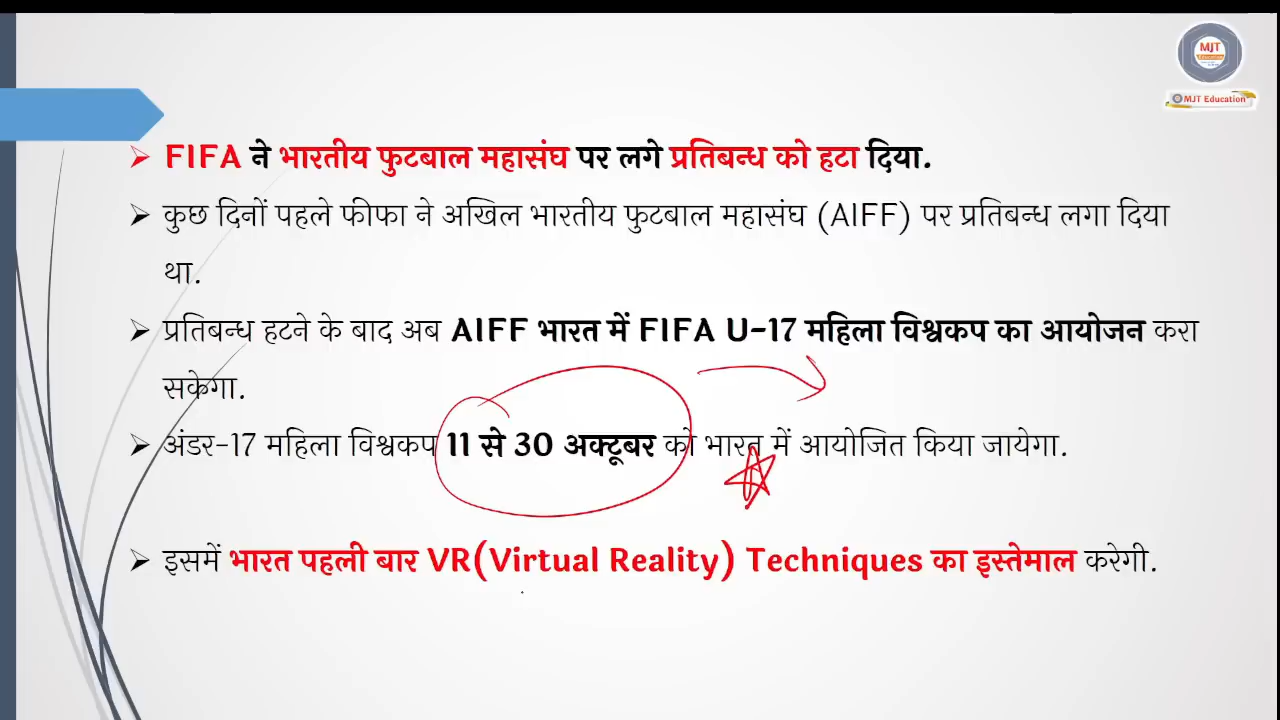 MJT
Education
MJT Education
FIFA ने भारतीय फुटबाल महासंघ पर लगे प्रतिबन्ध को हटा दिया.
कुछ दिनों पहले फीफा ने अखिल भारतीय फुटबाल महासंघ (AIFF) पर प्रतिबन्ध लगा दिया
था.
प्रतिबन्ध हटने के बाद अब AIFF भारत में FIFA U-17 महिला विश्वकप का आयोजन करा
सकेगा.
अंडर-17 महिला विश्वकप 11 से 30 अक्टूबर को भारत में आयोजित किया जायेगा.
इसमें भारत पहली बार VR(Virtual Reality) Techniques का इस्तेमाल करेगी.